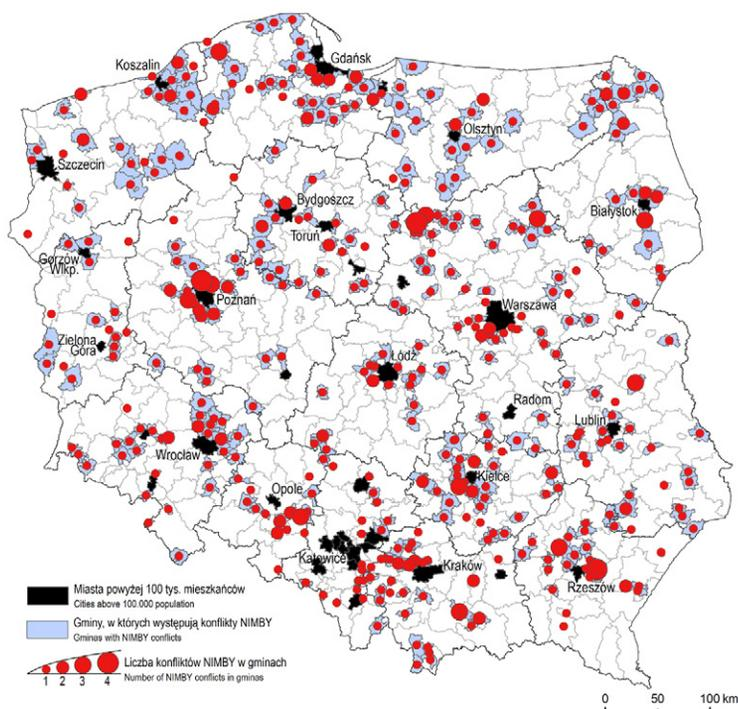 Koszalin
Gdańsk
Olsztyn
Szczecin
Bydgoszcz
Białystok
Toruń
Gorzów
Wlkp.
Poznań
Warszawa
Zielona
Góra
Łódź
Radom
Lublin
Wrocław
Kielce
Opole
Katowice
Kraków
Rzeszów
Miasta powyżej 100 tys. mieszkańców
Cities above 100.000 population
Gminy, w których występują konflikty NIMBY
Gminas with NIMBY conflicts
Liczba konfliktów NIMBY w gminach
Number of NIMBY conflicts in gminas
1 2 3 4
0 50 100 km